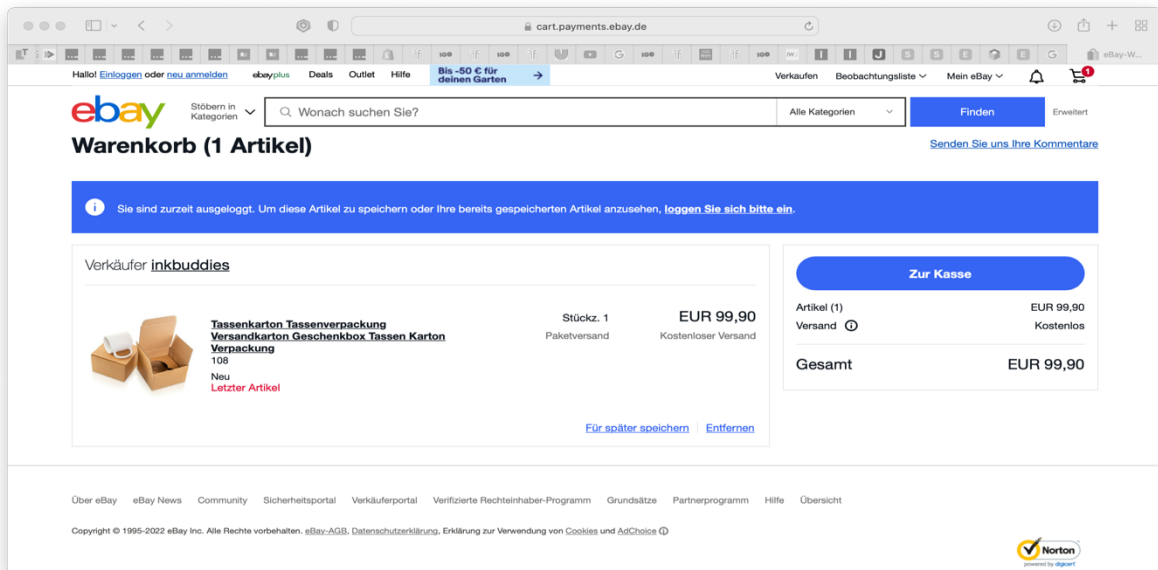 cart.payments.ebay.de
eBay-W...
Hallo! Einloggen oder neu anmelden ebayplus Deals Outlet Hilfe Bis -50 € für deinen Garten → Verkaufen Beobachtungsliste Mein eBay 1
ebay Stöbern in Kategorien Wonach suchen Sie? Alle Kategorien Finden Erweitert
Warenkorb (1 Artikel) Senden Sie uns Ihre Kommentare
Sie sind zurzeit ausgeloggt. Um diese Artikel zu speichern oder Ihre bereits gespeicherten Artikel anzusehen, loggen Sie sich bitte ein.
Verkäufer inkbuddies
Tassenkarton Tassenverpackung
Versandkarton Geschenkbox Tassen Karton
Verpackung
108
Neu
Letzter Artikel
Stückz. 1 EUR 99,90
Paketversand Kostenloser Versand
Für später speichern Entfernen
Zur Kasse
Artikel (1) EUR 99,90
Versand Kostenlos
Gesamt EUR 99,90
Über eBay eBay News Community Sicherheitsportal Verkäuferportal Verifizierte Rechteinhaber-Programm Grundsätze Partnerprogramm Hilfe Übersicht
Copyright © 1995-2022 eBay Inc. Alle Rechte vorbehalten. eBay-AGB, Datenschutzerklärung, Erklärung zur Verwendung von Cookies und AdChoice
Norton
powered by digicert